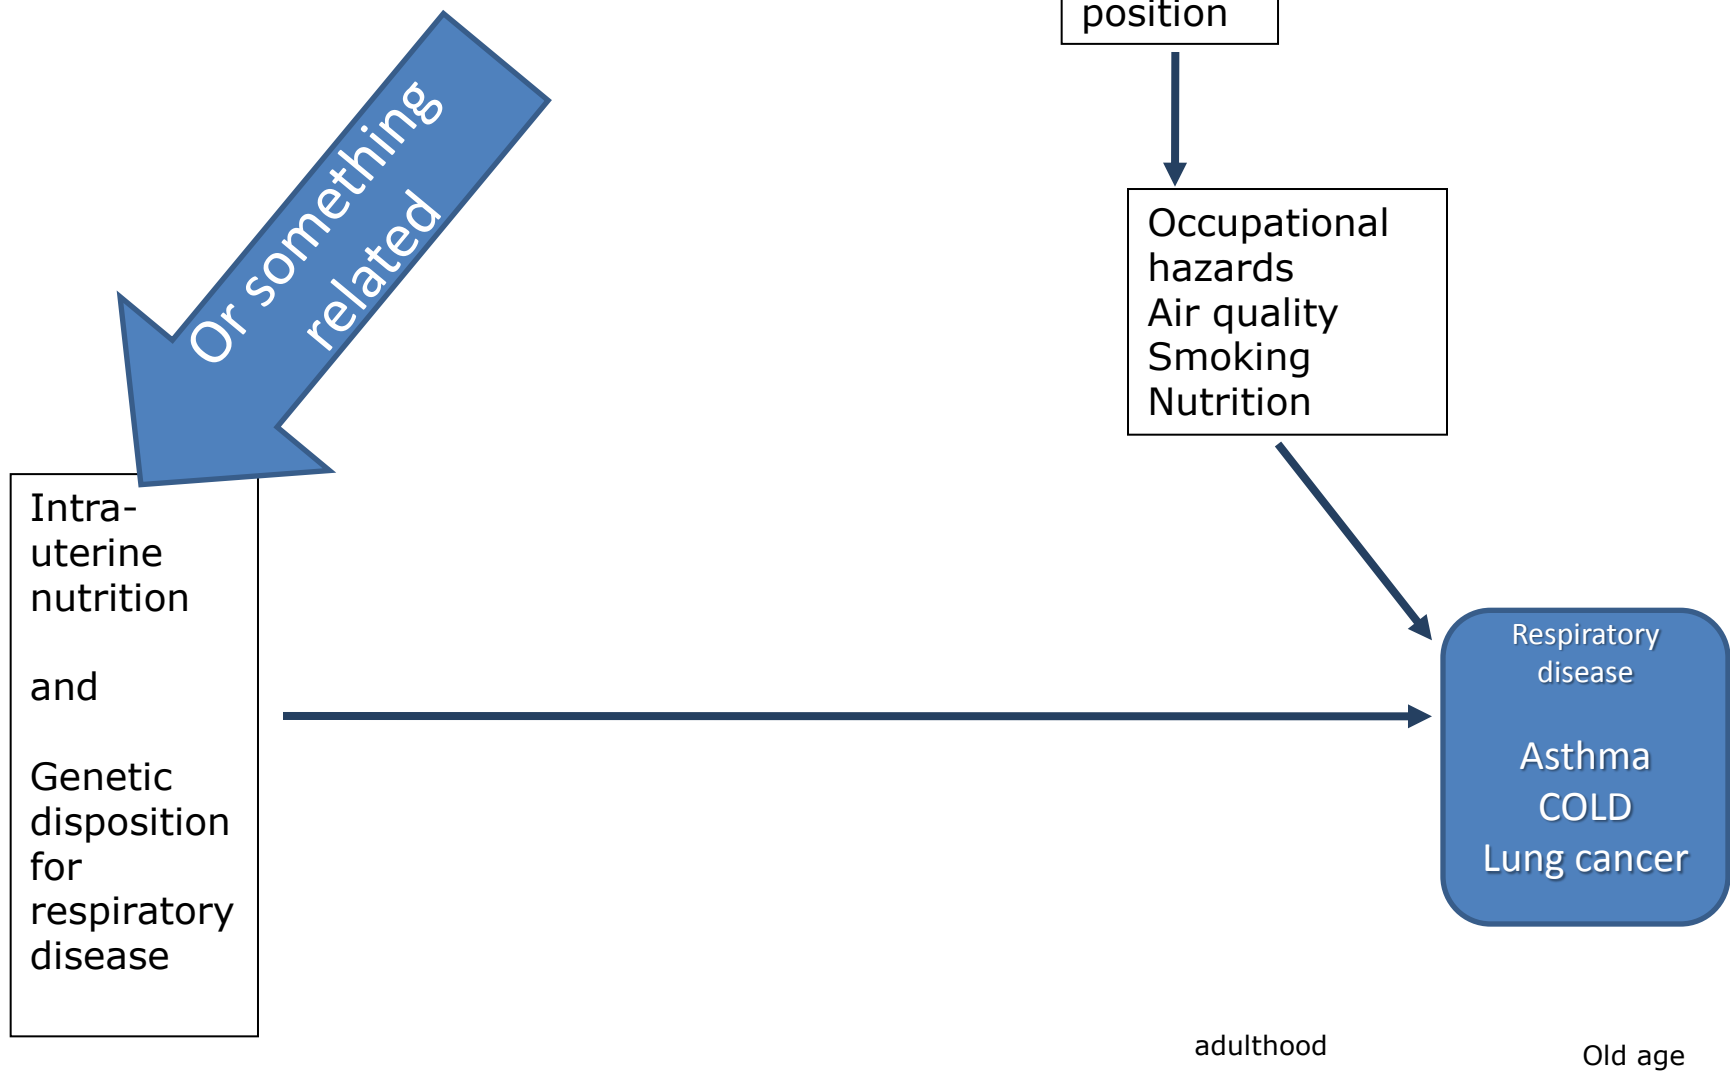 position
Or something
related
Occupational
hazards
Air quality
Smoking
Nutrition
Intra-
uterine
nutrition
and
Genetic
disposition
for
respiratory
disease
Respiratory
disease
Asthma
COLD
Lung cancer
adulthood
Old age